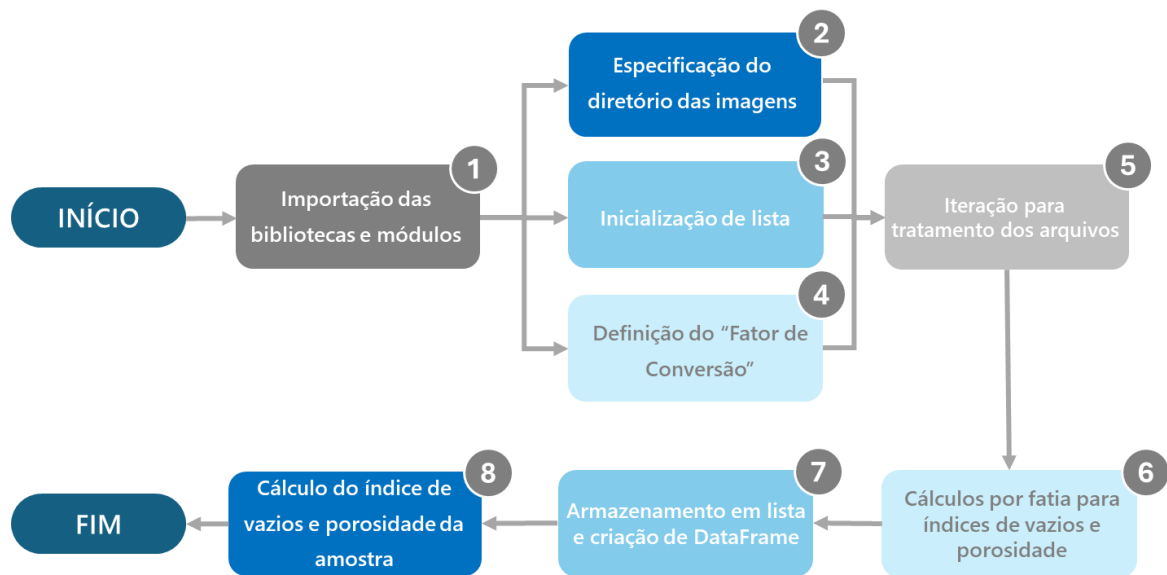 INÍCIO
1
Importação das
bibliotecas e módulos
2
Especificação do
diretório das imagens
3
Inicialização de lista
4
Definição do “Fator de
Conversão”
5
Iteração para
tratamento dos arquivos
6
Cálculos por fatia para
índices de vazios e
porosidade
7
Armazenamento em lista
e criação de DataFrame
8
Cálculo do índice de
vazios e porosidade da
amostra
FIM